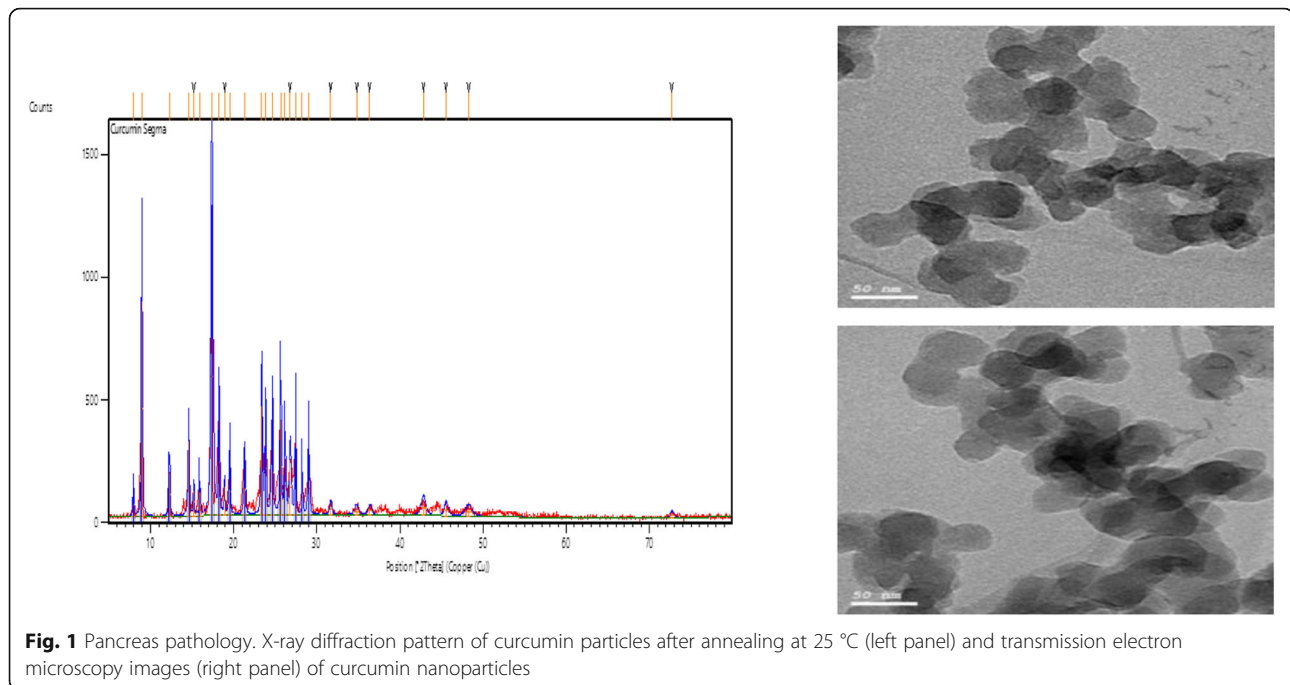 Counts
Curcumin Segma
1500
1000
500
0
10 20 30 40 50 60 70
Position [°2Theta] (Copper (Cu))
50 nm
50 nm
Fig. 1 Pancreas pathology. X-ray diffraction pattern of curcumin particles after annealing at 25 °C (left panel) and transmission electron
microscopy images (right panel) of curcumin nanoparticles